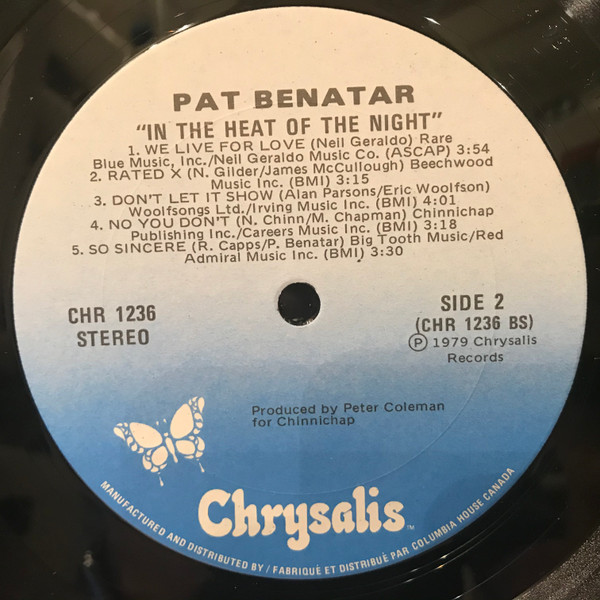 PAT BENATAR
"IN THE HEAT OF THE NIGHT"
1. WE LIVE FOR LOVE (Neil Geraldo) Rare
Blue Music, Inc./Neil Geraldo Music Co. (ASCAP) 3:54
2. RATED X (N. Gilder/James McCullough) Beechwood
Music Inc. (BMI) 3:15
3. DON'T LET IT SHOW (Alan Parsons/Eric Woolfson)
Woolfsongs Ltd./Irving Music Inc. (BMI) 4:01
4. NO YOU DON'T (N. Chinn/M. Chapman) Chinnichap
Publishing Inc./Careers Music Inc. (BMI) 3:18
5. SO SINCERE (R. Capps/P. Benatar) Big Tooth Music/Red
Admiral Music Inc. (BMI) 3:30
CHR 1236
STEREO
SIDE 2
(CHR 1236 BS)
Ⓟ 1979 Chrysalis
Records
Produced by Peter Coleman
for Chinnichap
Chrysalis™
MANUFACTURED AND DISTRIBUTED BY / FABRIQUÉ ET DISTRIBUÉ PAR COLUMBIA HOUSE CANADA